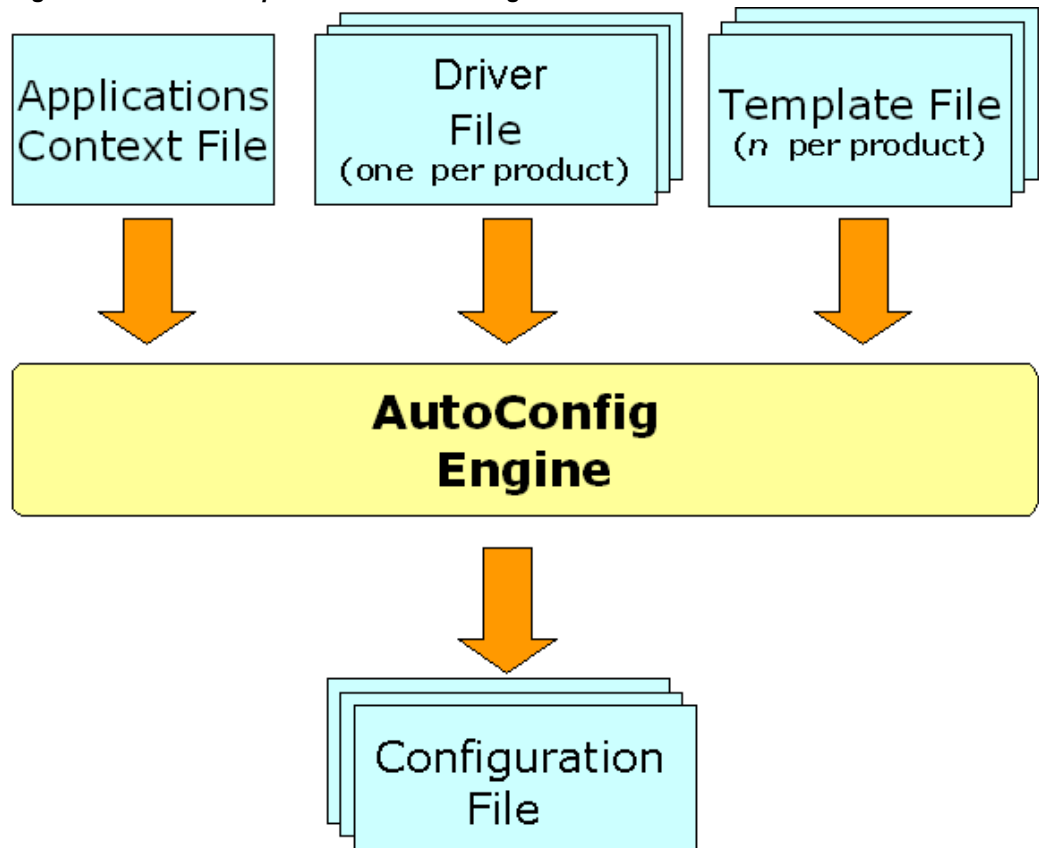 Applications
Context File
Driver
File
(one per product)
Template File
(n per product)
AutoConfig
Engine
Configuration
File